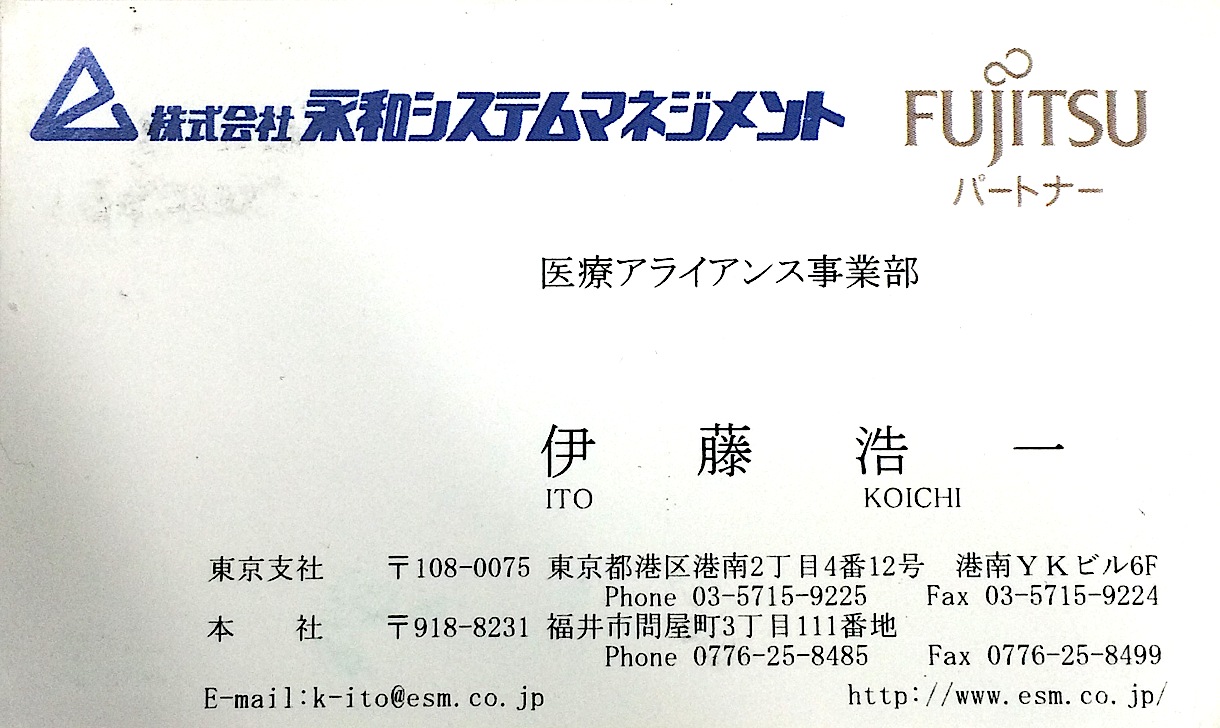 株式会社 永和システムマネジメント
FUJITSU
パートナー
医療アライアンス事業部
伊 藤 浩 一
ITO KOICHI
東京支社 〒108-0075 東京都港区港南2丁目4番12号 港南ＹＫビル6F
Phone 03-5715-9225 Fax 03-5715-9224
本 社 〒918-8231 福井市問屋町3丁目111番地
Phone 0776-25-8485 Fax 0776-25-8499
E-mail:k-ito@esm.co.jp http://www.esm.co.jp/